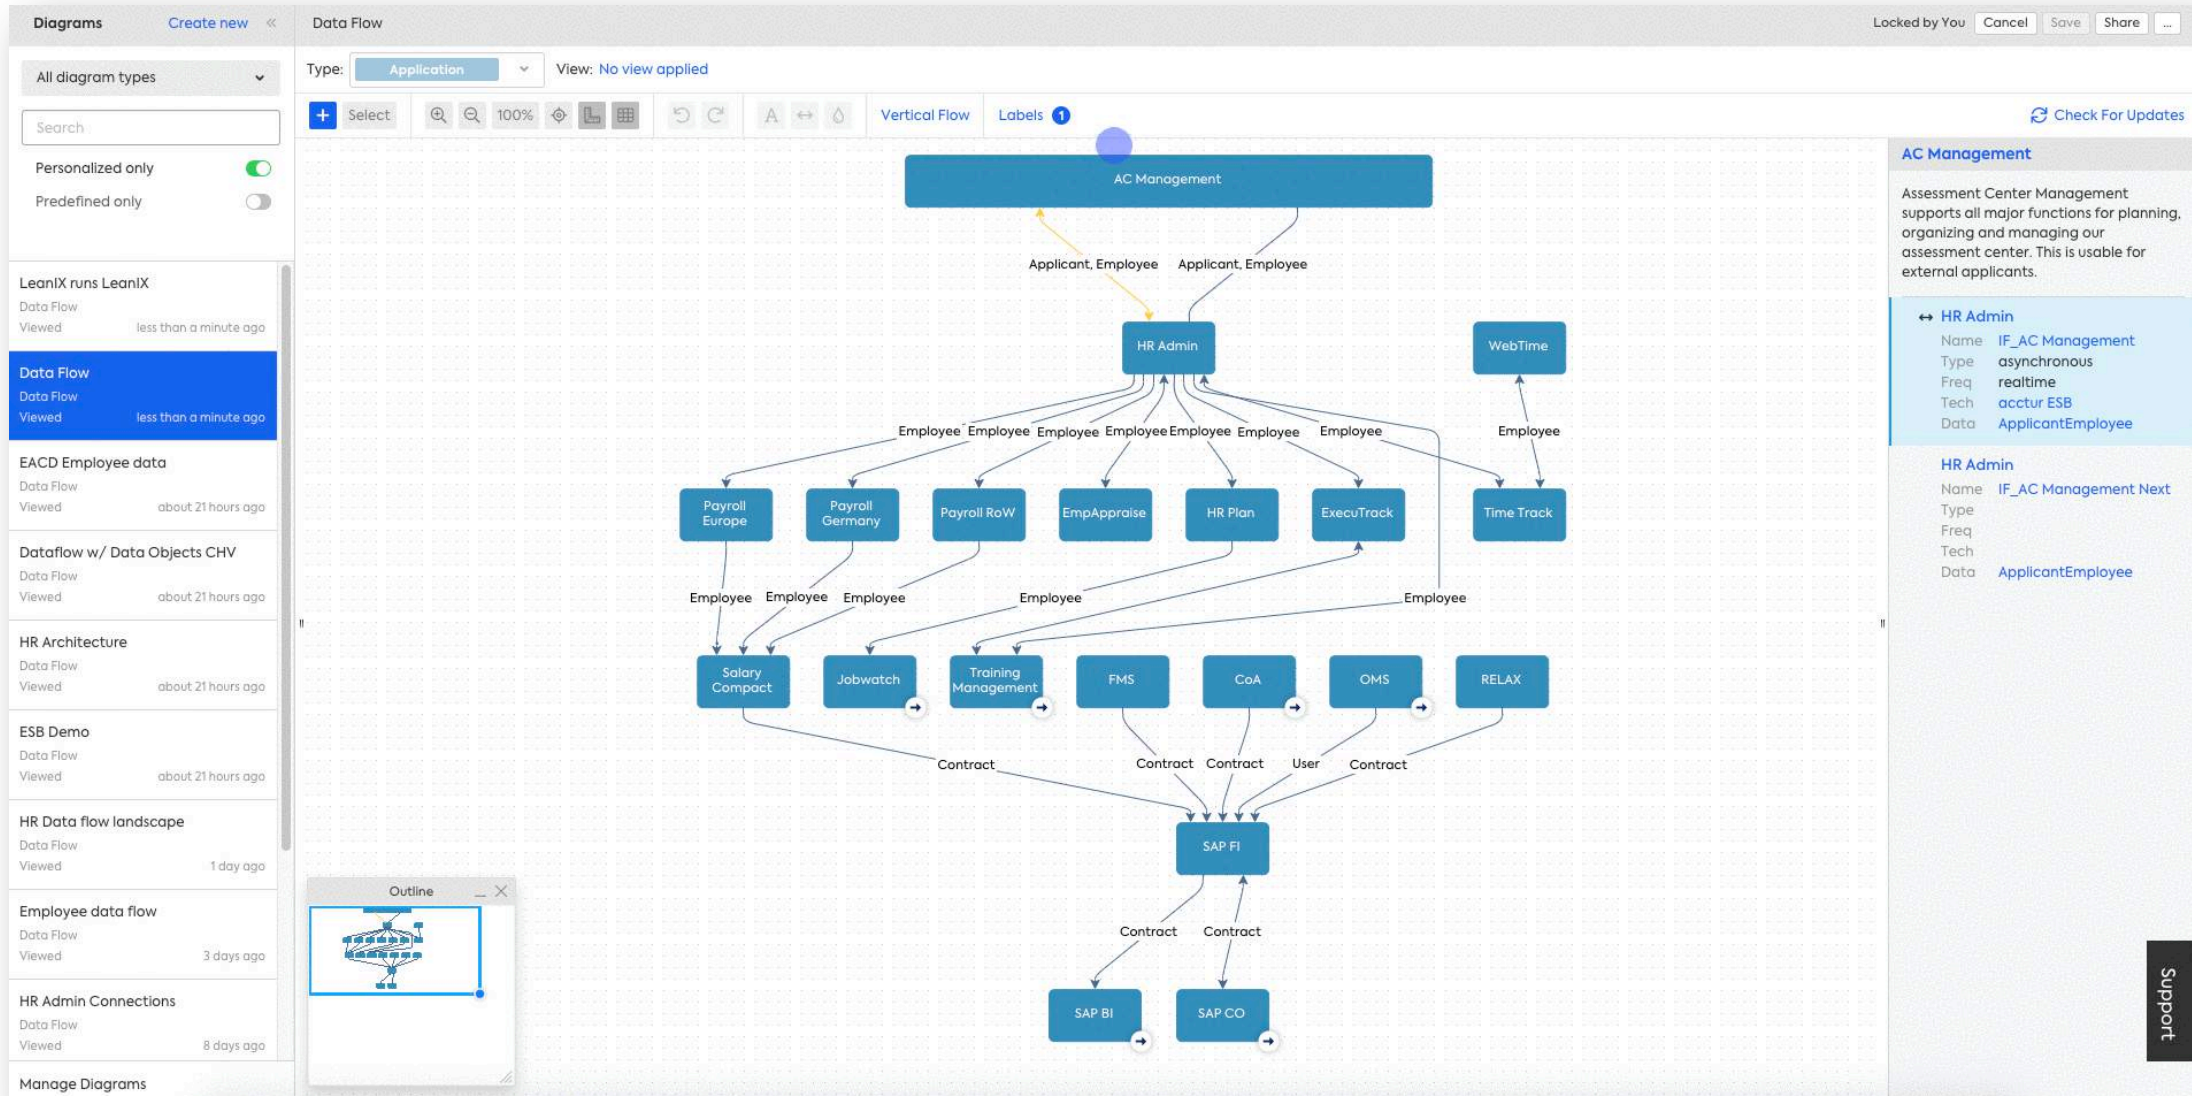 Diagrams
Create new
«
Data Flow
Locked by You
Cancel
Save
Share
...
All diagram types
Type:
Application
View: No view applied
Search
+
Select
100%
A
Vertical Flow
Labels 1
Check For Updates
Personalized only
Predefined only
LeanIX runs LeanIX
Data Flow
Viewed less than a minute ago
Data Flow
Data Flow
Viewed less than a minute ago
EACD Employee data
Data Flow
Viewed about 21 hours ago
Dataflow w/ Data Objects CHV
Data Flow
Viewed about 21 hours ago
HR Architecture
Data Flow
Viewed about 21 hours ago
ESB Demo
Data Flow
Viewed about 21 hours ago
HR Data flow landscape
Data Flow
Viewed 1 day ago
Employee data flow
Data Flow
Viewed 3 days ago
HR Admin Connections
Data Flow
Viewed 8 days ago
Manage Diagrams
AC Management
Applicant, Employee Applicant, Employee
HR Admin
WebTime
Employee Employee Employee Employee Employee Employee Employee Employee
Payroll
Europe
Payroll
Germany
Payroll RoW
EmpAppraise
HR Plan
ExecuTrack
Time Track
Employee Employee Employee Employee Employee
Salary
Compact
Jobwatch
Training
Management
FMS
CoA
OMS
RELAX
Contract Contract Contract User Contract
SAP FI
Contract Contract
SAP BI
SAP CO
Outline
AC Management
Assessment Center Management
supports all major functions for planning,
organizing and managing our
assessment center. This is usable for
external applicants.
HR Admin
Name IF_AC Management
Type asynchronous
Freq realtime
Tech acctur ESB
Data ApplicantEmployee
HR Admin
Name IF_AC Management Next
Type
Freq
Tech
Data ApplicantEmployee
Support